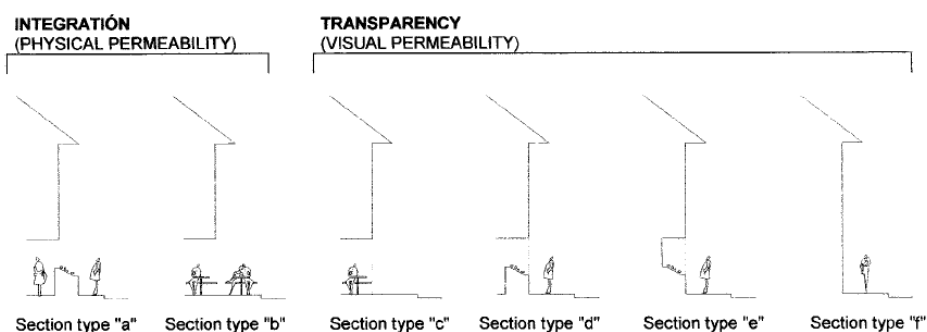 INTEGRATIÓN
(PHYSICAL PERMEABILITY)
TRANSPARENCY
(VISUAL PERMEABILITY)
Section type "a"
Section type "b"
Section type "c"
Section type "d"
Section type "e"
Section type "f"